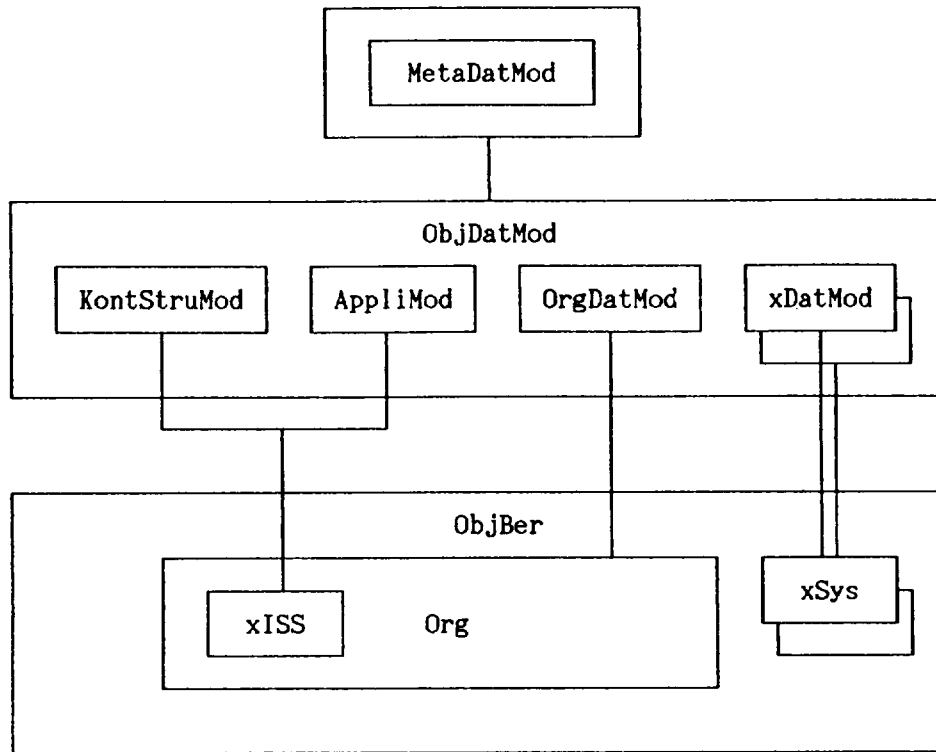 MetaDatMod
ObjDatMod
KontStruMod
AppliMod
OrgDatMod
xDatMod
ObjBer
xISS
Org
xSys